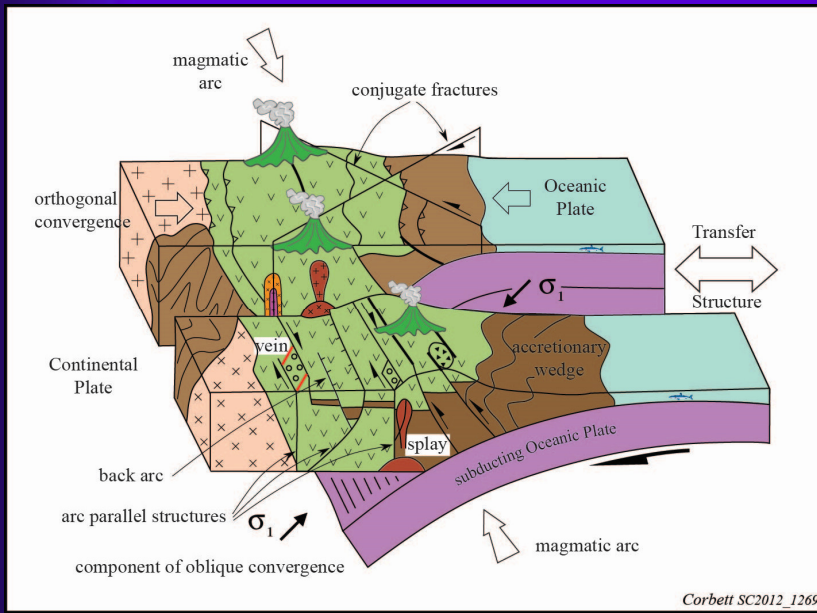 magmatic
arc
conjugate fractures
orthogonal
convergence
Oceanic
Plate
Transfer
Structure
σ1
vein
accretionary
wedge
Continental
Plate
splay
subducting Oceanic Plate
back arc
arc parallel structures
σ1
component of oblique convergence
magmatic arc
Corbett SC2012_1269